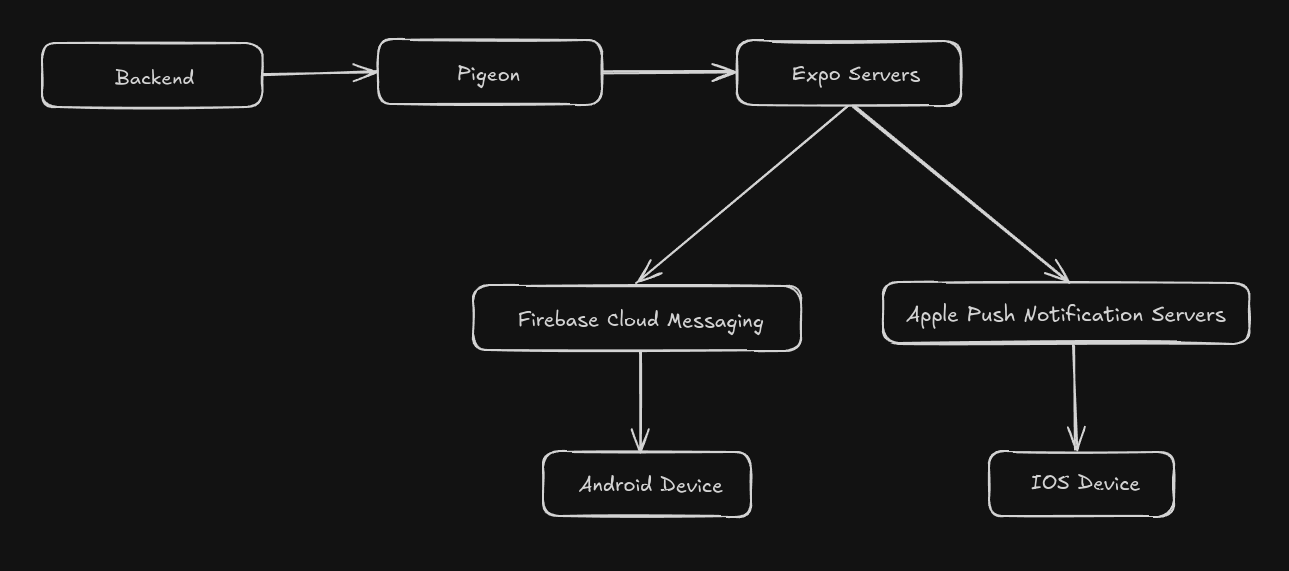 Backend
Pigeon
Expo Servers
Firebase Cloud Messaging
Apple Push Notification Servers
Android Device
IOS Device